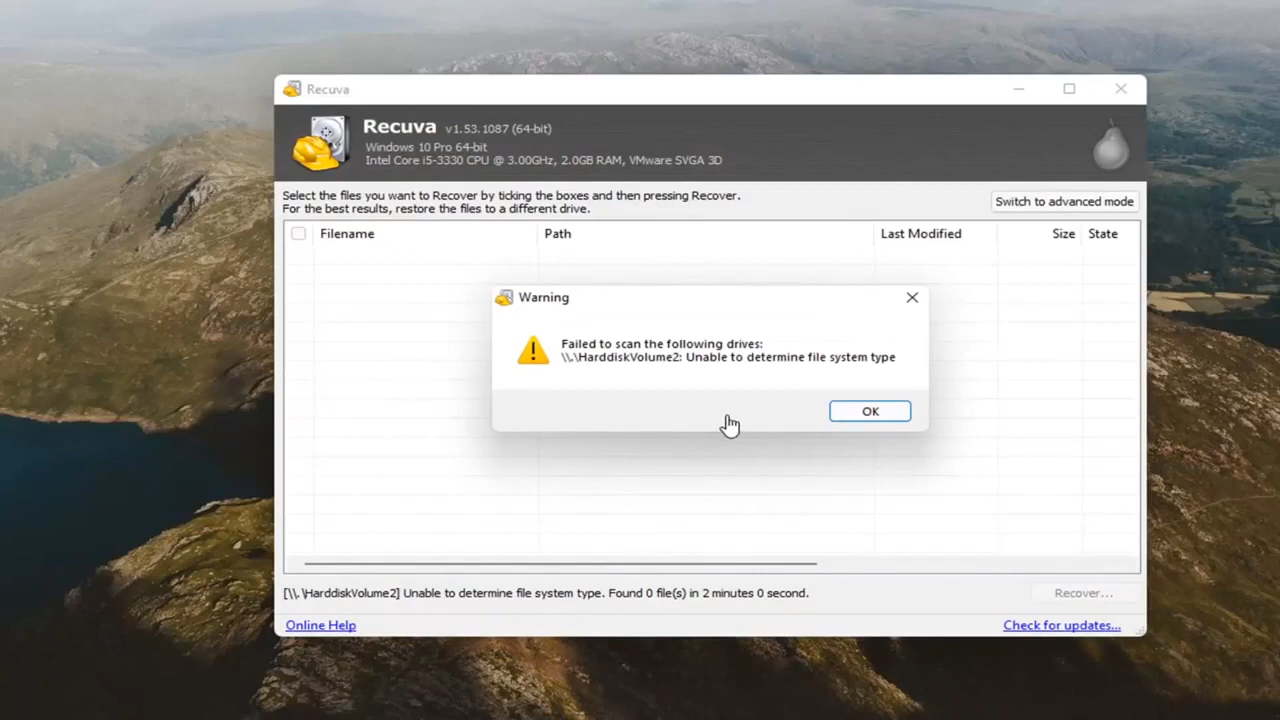 Recuva
Recuva v1.53.1087 (64-bit)
Windows 10 Pro 64-bit
Intel Core i5-3330 CPU @ 3.00GHz, 2.0GB RAM, VMware SVGA 3D
Select the files you want to Recover by ticking the boxes and then pressing Recover.
For the best results, restore the files to a different drive.
Switch to advanced mode
Filename Path Last Modified Size State
Warning
Failed to scan the following drives:
\\.\HarddiskVolume2: Unable to determine file system type
OK
[\\.\HarddiskVolume2] Unable to determine file system type. Found 0 file(s) in 2 minutes 0 second.
Recover...
Online Help
Check for updates...